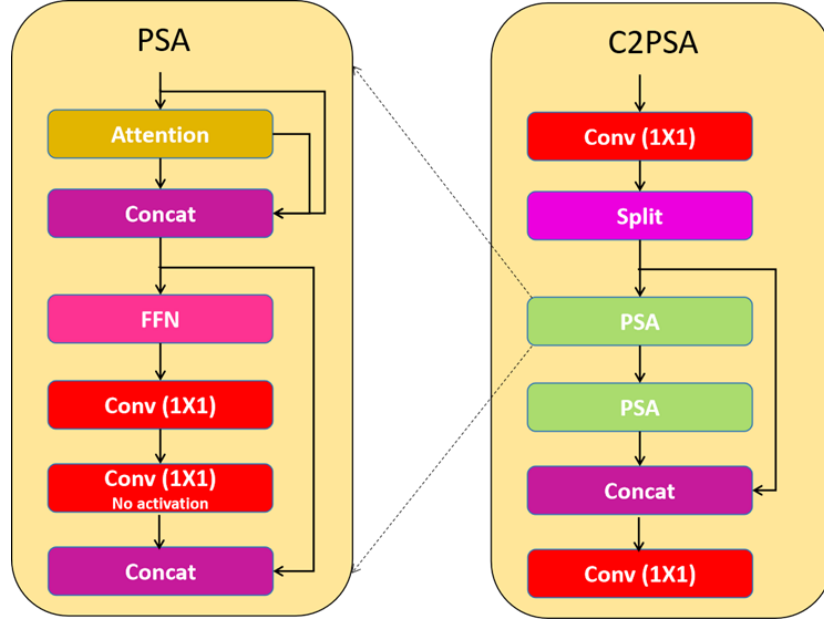 PSA
Attention
Concat
FFN
Conv (1X1)
Conv (1X1)
No activation
Concat
C2PSA
Conv (1X1)
Split
PSA
PSA
Concat
Conv (1X1)